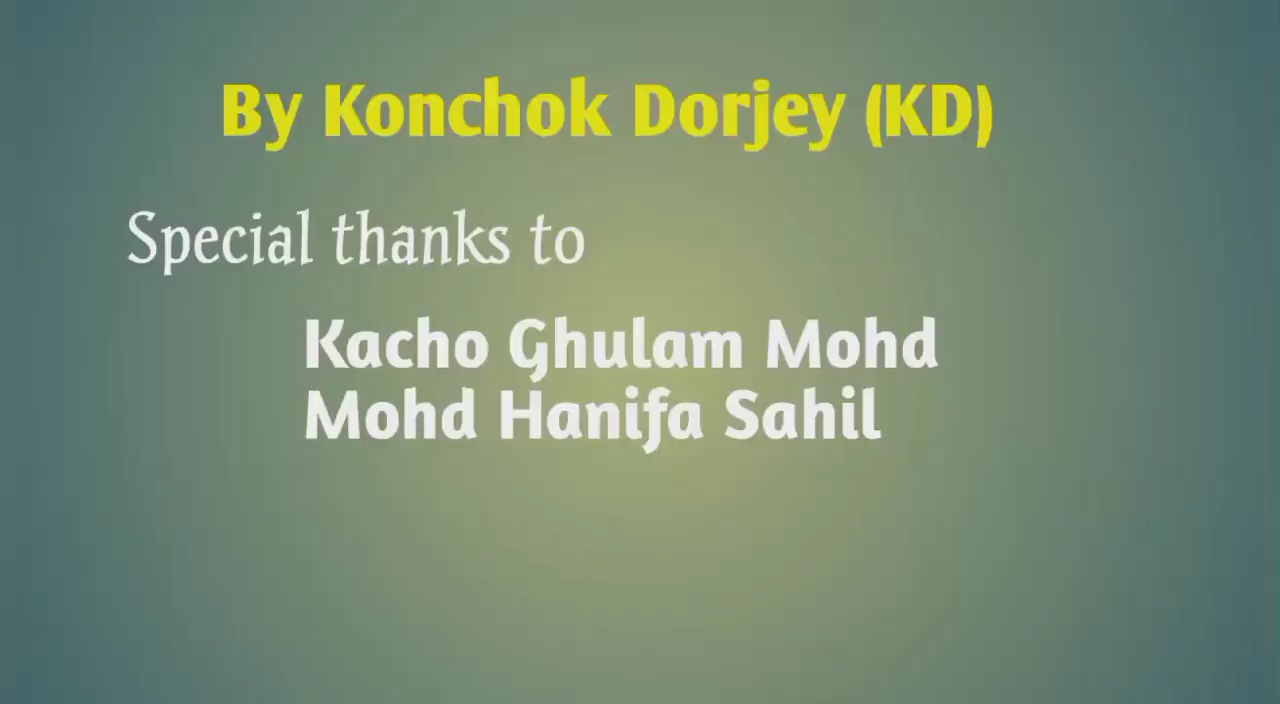 By Konchok Dorjey (KD)
Special thanks to
Kacho Ghulam Mohd
Mohd Hanifa Sahil